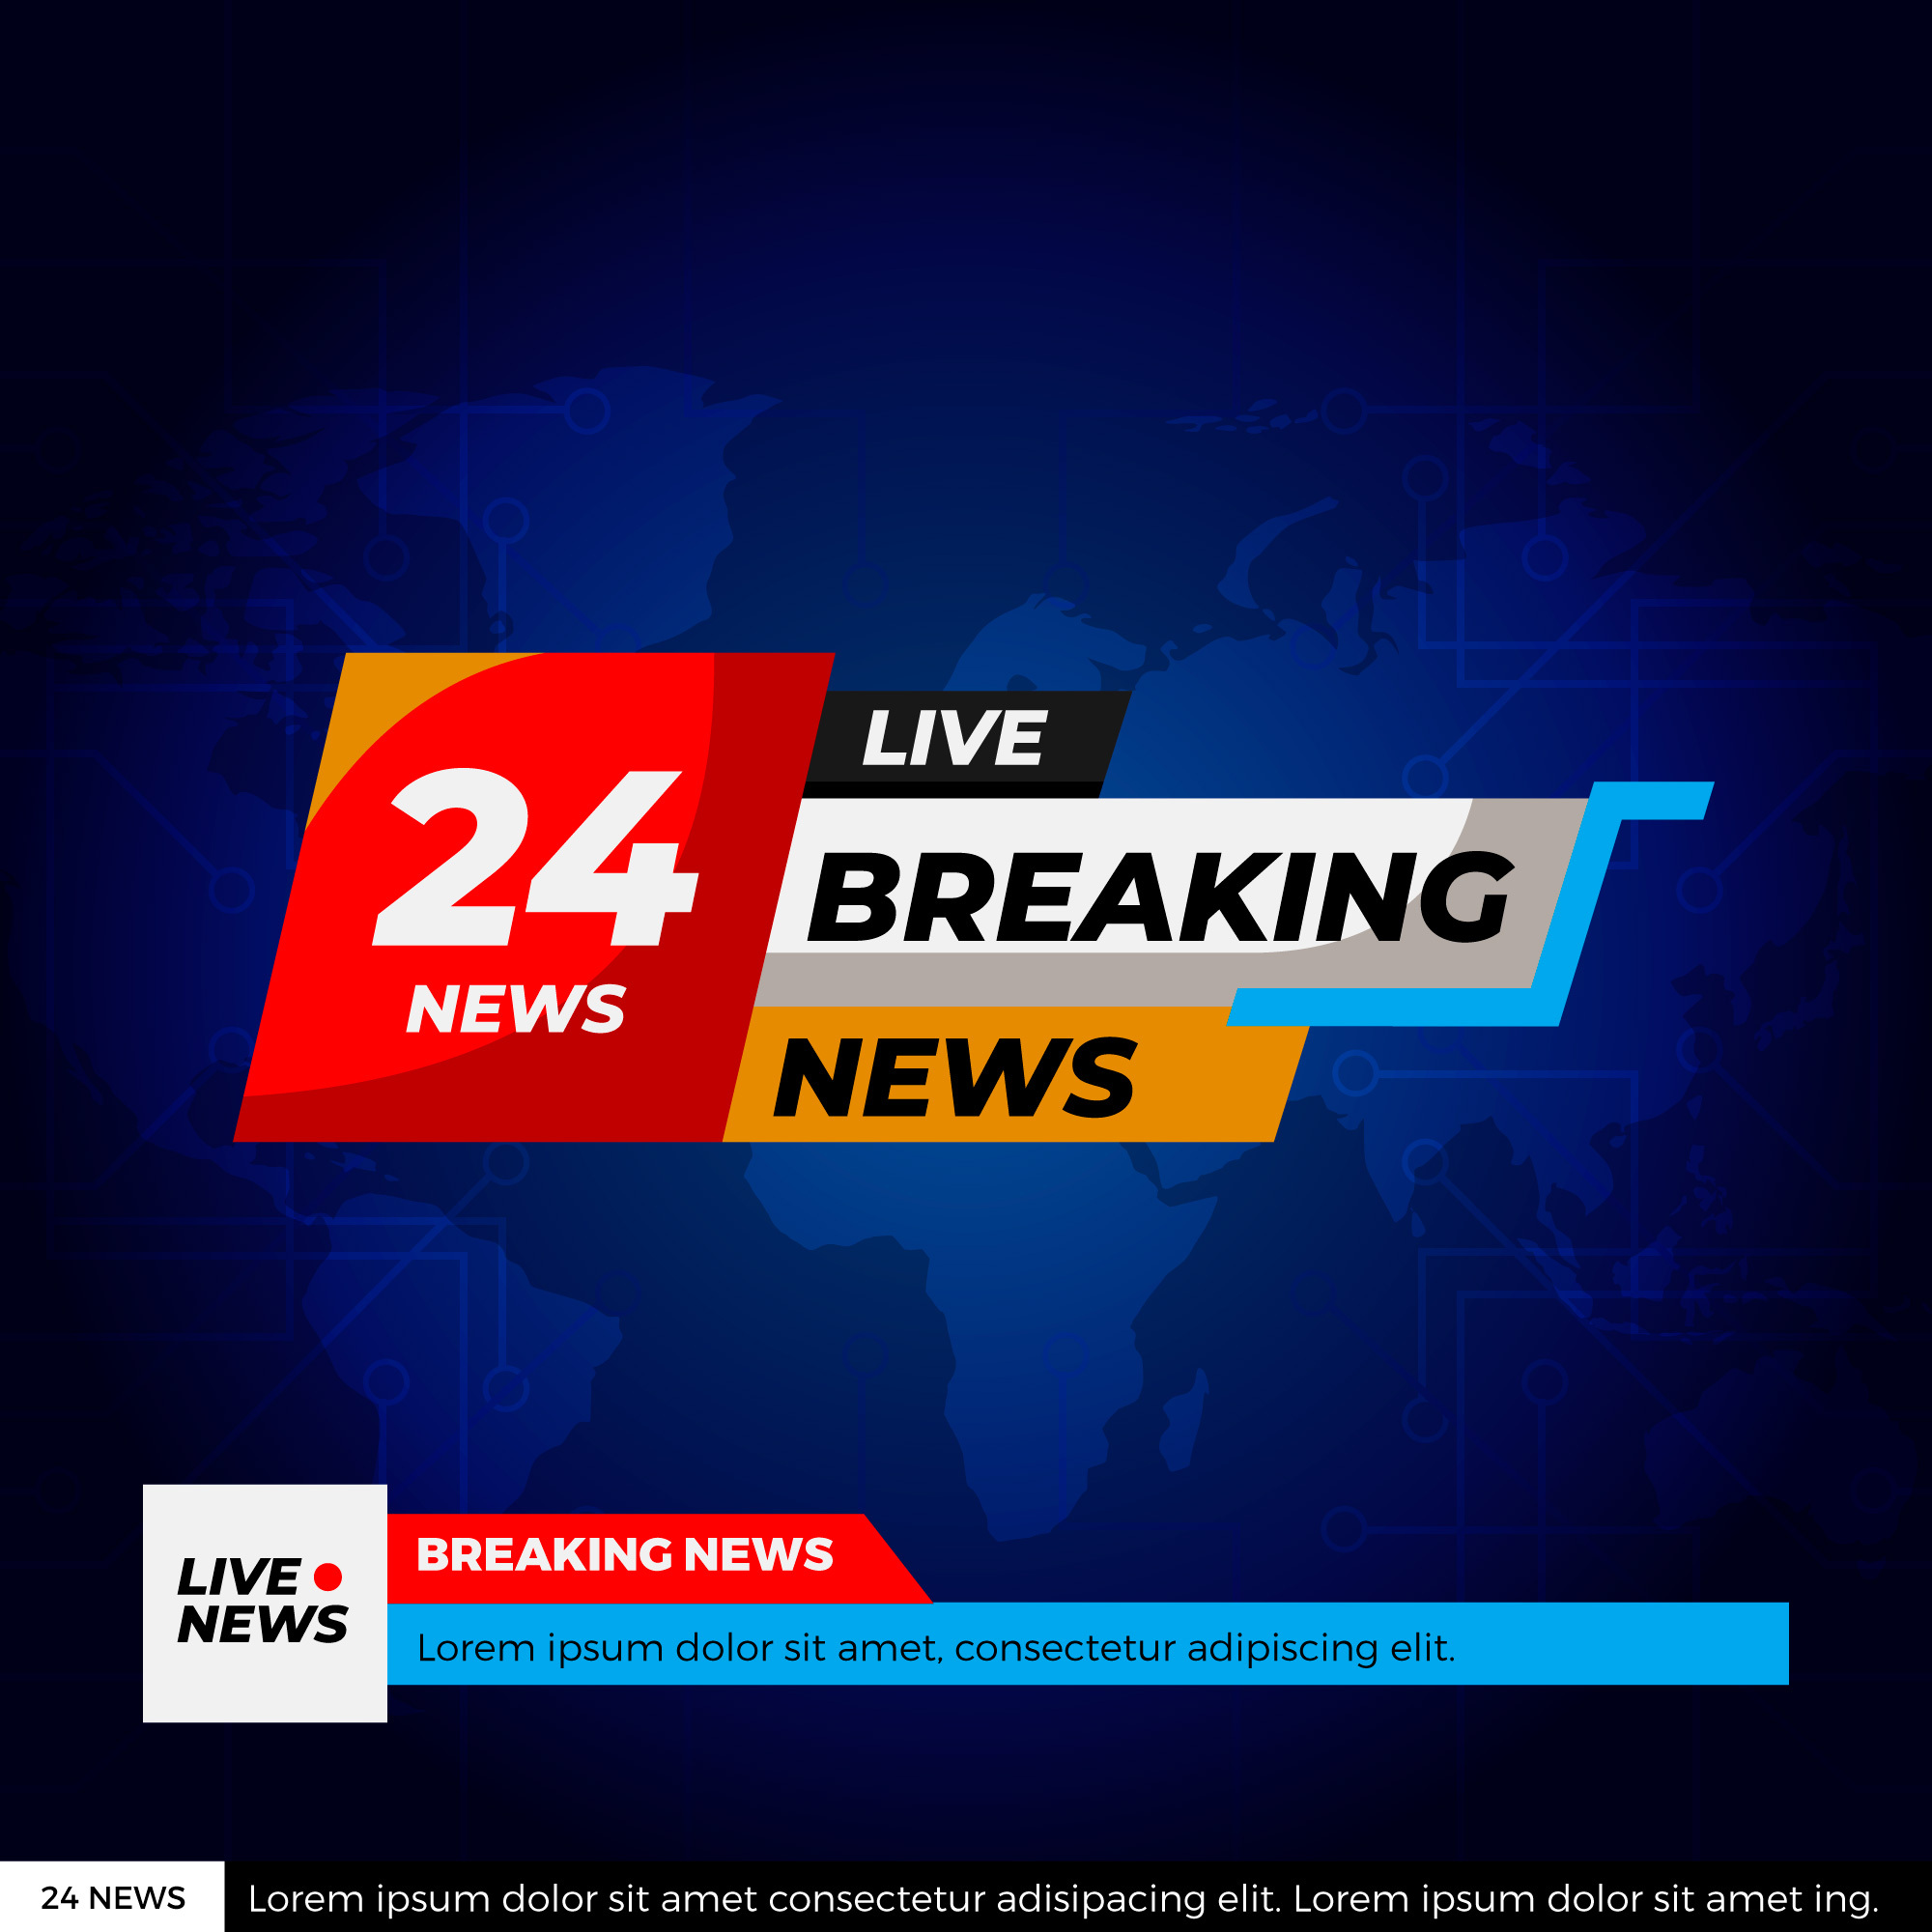 LIVE
24
BREAKING
NEWS
NEWS
BREAKING NEWS
LIVE
NEWS
Lorem ipsum dolor sit amet, consectetur adipiscing elit.
24 NEWS
Lorem ipsum dolor sit amet consectetur adisipacing elit. Lorem ipsum dolor sit amet ing.